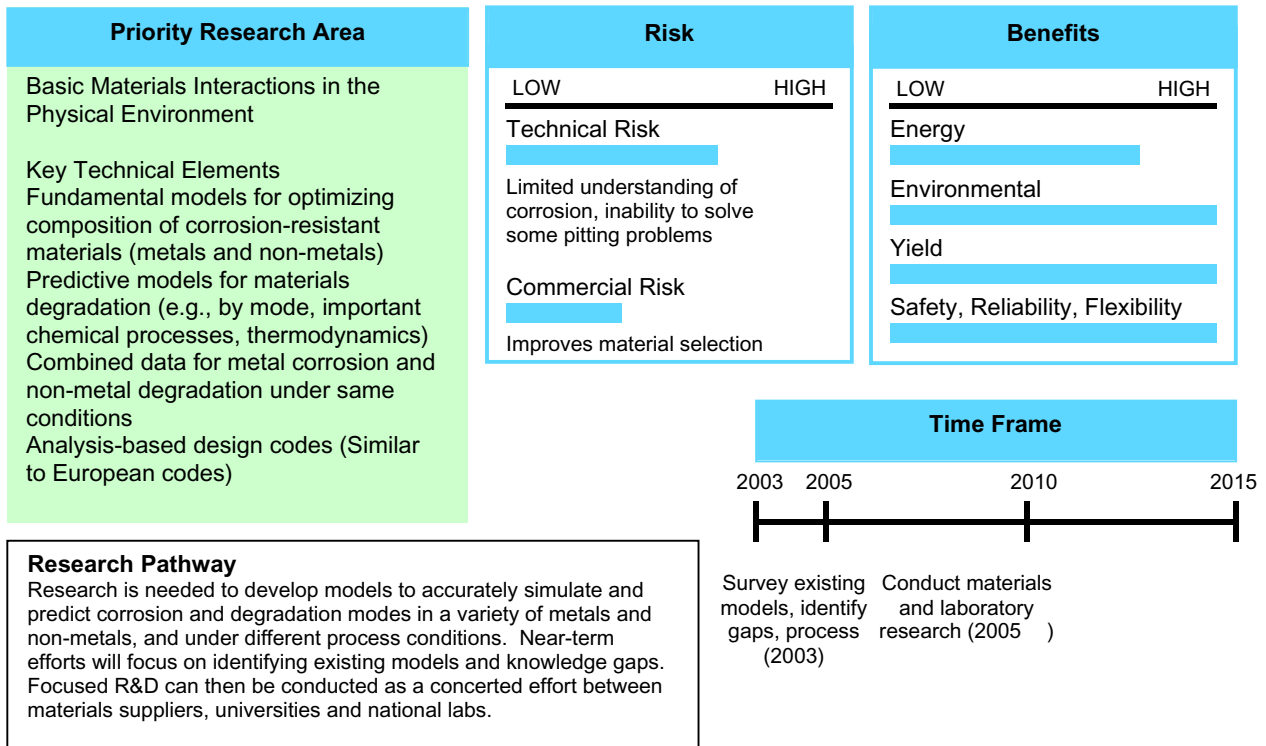 Priority Research Area
Basic Materials Interactions in the
Physical Environment
Key Technical Elements
Fundamental models for optimizing
composition of corrosion-resistant
materials (metals and non-metals)
Predictive models for materials
degradation (e.g., by mode, important
chemical processes, thermodynamics)
Combined data for metal corrosion and
non-metal degradation under same
conditions
Analysis-based design codes (Similar
to European codes)
Risk
LOW HIGH
Technical Risk
Limited understanding of
corrosion, inability to solve
some pitting problems
Commercial Risk
Improves material selection
Benefits
LOW HIGH
Energy
Environmental
Yield
Safety, Reliability, Flexibility
Time Frame
2003 2005 2010 2015
Survey existing
models, identify
gaps, process
(2003)
Conduct materials
and laboratory
research (2005 )
Research Pathway
Research is needed to develop models to accurately simulate and
predict corrosion and degradation modes in a variety of metals and
non-metals, and under different process conditions.  Near-term
efforts will focus on identifying existing models and knowledge gaps.
Focused R&D can then be conducted as a concerted effort between
materials suppliers, universities and national labs.